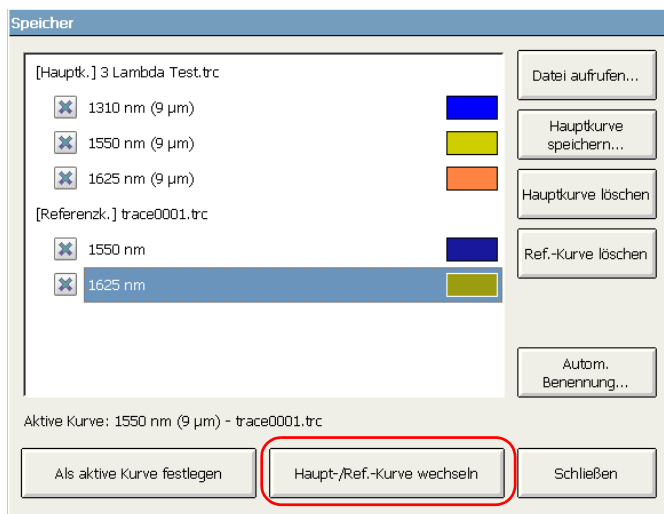 Speicher
[Hauptk.] 3 Lambda Test.trc
1310 nm (9 µm)
1550 nm (9 µm)
1625 nm (9 µm)
[Referenzk.] trace0001.trc
1550 nm
1625 nm
Datei aufrufen...
Hauptkurve
speichern...
Hauptkurve löschen
Ref.-Kurve löschen
Autom.
Benennung...
Aktive Kurve: 1550 nm (9 µm) - trace0001.trc
Als aktive Kurve festlegen
Haupt-/Ref.-Kurve wechseln
Schließen